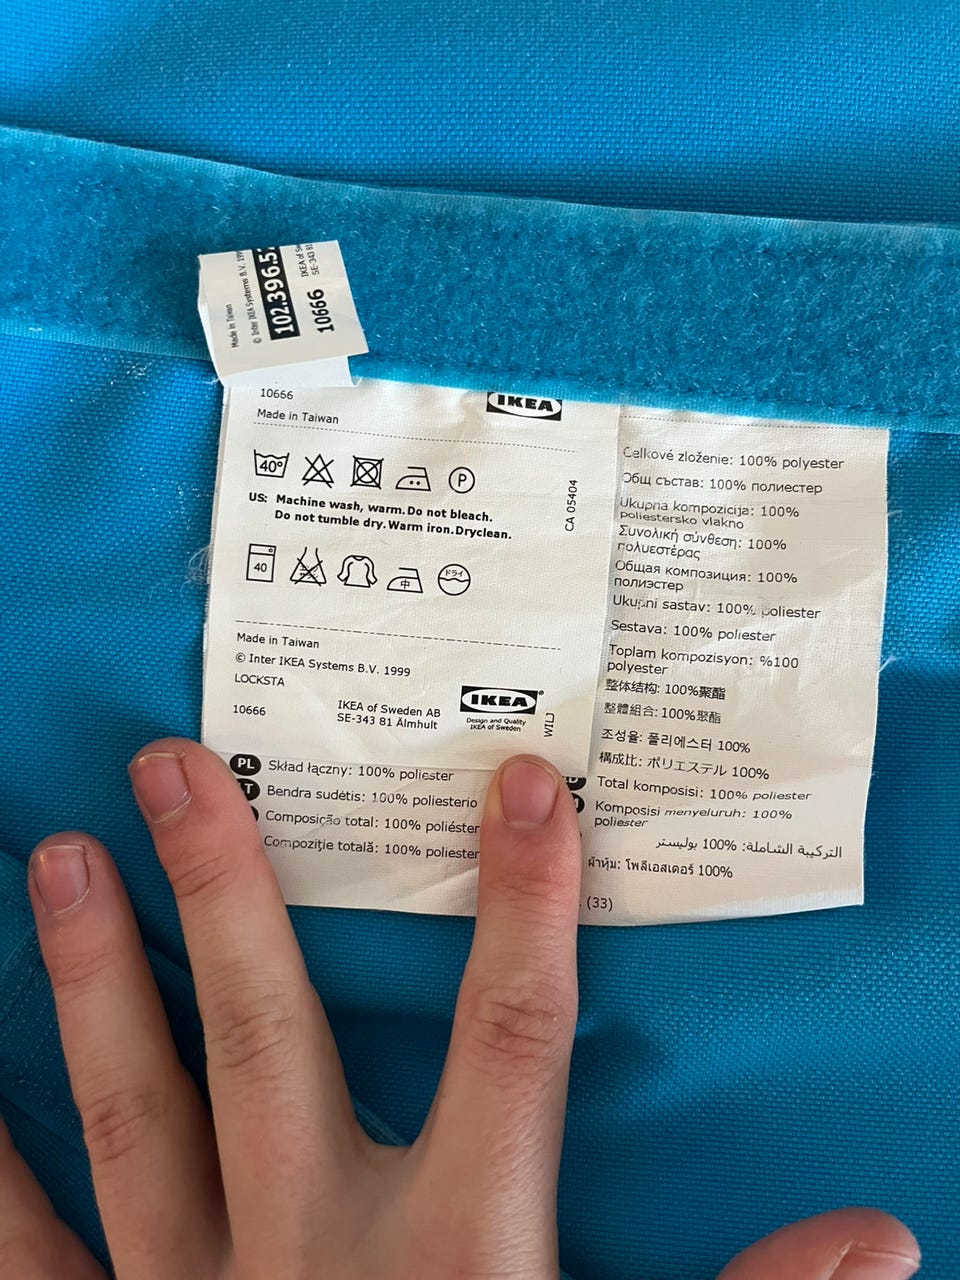 Made in Taiwan
© Inter IKEA Systems B.V. 1999
102.396.5
10666
IKEA of
SE-343 81
10666
IKEA
Made in Taiwan
40°
P
US: Machine wash, warm. Do not bleach.
Do not tumble dry. Warm iron. Dryclean.
CA 05404
40
中
ドライ
Made in Taiwan
© Inter IKEA Systems B.V. 1999
LOCKSTA
10666
IKEA of Sweden AB
SE-343 81 Älmhult
IKEA®
Design and Quality
IKEA of Sweden
PL Skład łączny: 100% poliester
Bendra sudėtis: 100% poliesterio
Composição total: 100% poliéster
Compoziţie totală: 100% poliester
Celkové zloženie: 100% polyester
Общ състав: 100% полиестер
Ukupna kompozicija: 100%
poliestersko vlakno
Συνολική σύνθεση: 100%
πολυεστέρας
Общая композиция: 100%
полиэстер
Ukupni sastav: 100% poliester
Sestava: 100% poliester
Toplam kompozisyon: %100
polyester
整体结构: 100%聚酯
整體組合: 100%聚酯
조성율: 폴리에스터 100%
構成比: ポリエステル 100%
Total komposisi: 100% poliester
Komposisi menyeluruh: 100%
poliester
التركيبة الشاملة: 100% بوليستر
ผ้าหุ้ม: โพลีเอสเตอร์ 100%
(33)